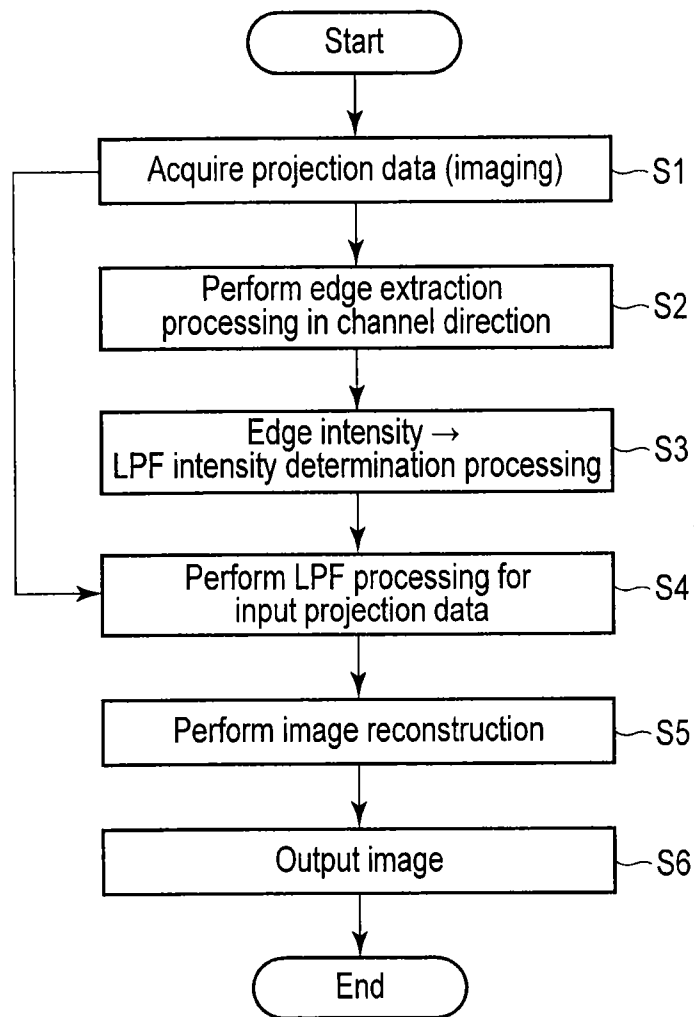 Start
Acquire projection data (imaging)
S1
Perform edge extraction
processing in channel direction
S2
Edge intensity →
LPF intensity determination processing
S3
Perform LPF processing for
input projection data
S4
Perform image reconstruction
S5
Output image
S6
End